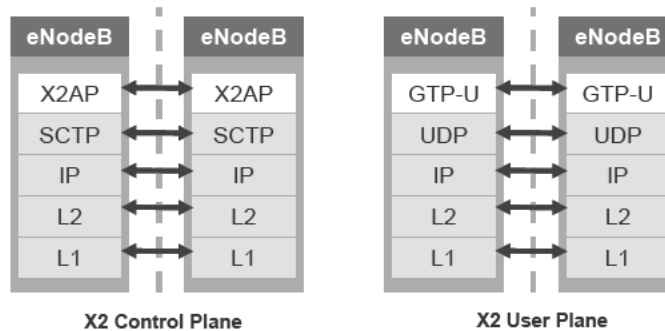 eNodeB eNodeB eNodeB eNodeB
X2AP X2AP GTP-U GTP-U
SCTP SCTP UDP UDP
IP IP IP IP
L2 L2 L2 L2
L1 L1 L1 L1
X2 Control Plane X2 User Plane